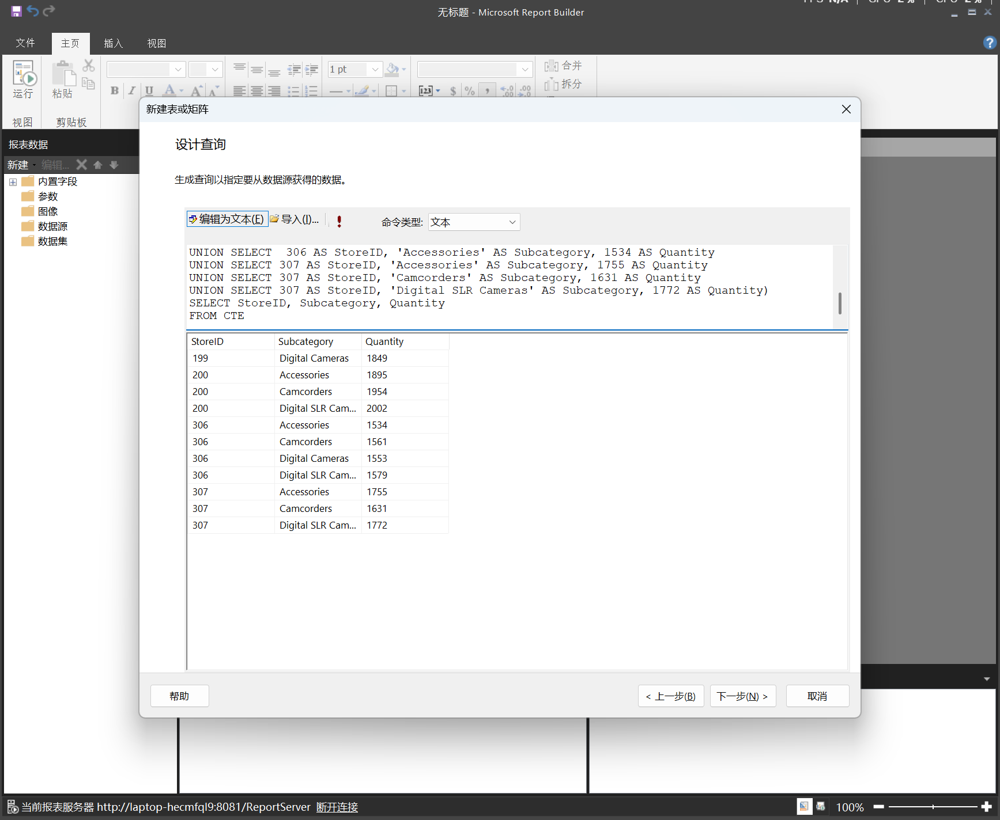 无标题 - Microsoft Report Builder
文件 主页 插入 视图
1 pt
合并
拆分
运行 粘贴
B I U A A A [123] $ % ,
视图 剪贴板
报表数据
新建 编辑...
内置字段
参数
图像
数据源
数据集
新建表或矩阵
设计查询
生成查询以指定要从数据源获得的数据。
编辑为文本(E) 导入(I)... 命令类型: 文本
UNION SELECT  306 AS StoreID, 'Accessories' AS Subcategory, 1534 AS Quantity
UNION SELECT 307 AS StoreID, 'Accessories' AS Subcategory, 1755 AS Quantity
UNION SELECT 307 AS StoreID, 'Camcorders' AS Subcategory, 1631 AS Quantity
UNION SELECT 307 AS StoreID, 'Digital SLR Cameras' AS Subcategory, 1772 AS Quantity)
SELECT StoreID, Subcategory, Quantity
FROM CTE
StoreID Subcategory Quantity
199 Digital Cameras 1849
200 Accessories 1895
200 Camcorders 1954
200 Digital SLR Cam... 2002
306 Accessories 1534
306 Camcorders 1561
306 Digital Cameras 1553
306 Digital SLR Cam... 1579
307 Accessories 1755
307 Camcorders 1631
307 Digital SLR Cam... 1772
帮助 < 上一步(B) 下一步(N) > 取消
当前报表服务器 http://laptop-hecmfql9:8081/ReportServer 断开连接 100%